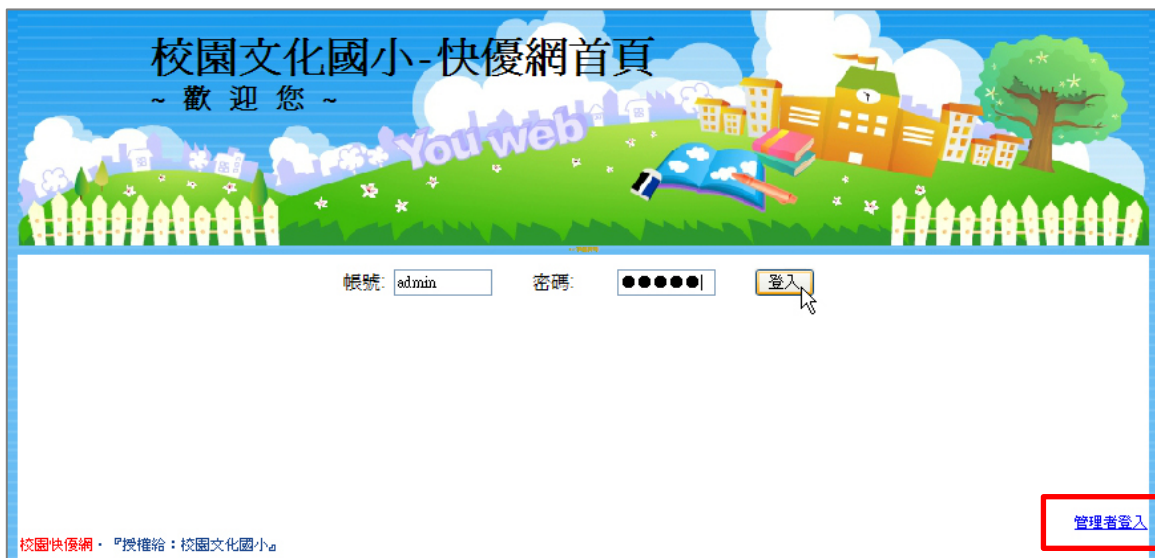 校園文化國小-快優網首頁
~ 歡 迎 您 ~
You web
帳號: admin 密碼: ●●●●● 登入
管理者登入
校園快優網．『授權給：校園文化國小』